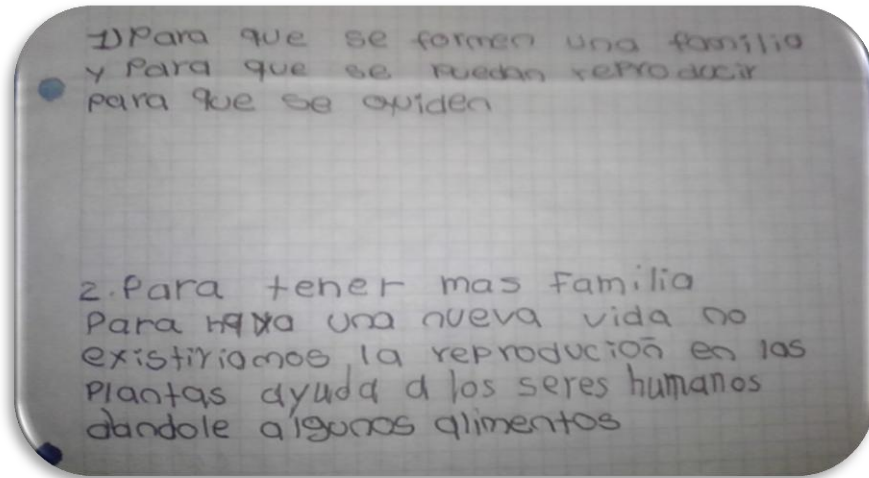 1) Para que se formen una familia
y Para que se puedan reproducir
para que se cuiden
2. Para tener mas familia
Para haya una nueva vida no
existiriamos la reproducion en las
Plantas ayuda a los seres humanos
dandole algunos alimentos